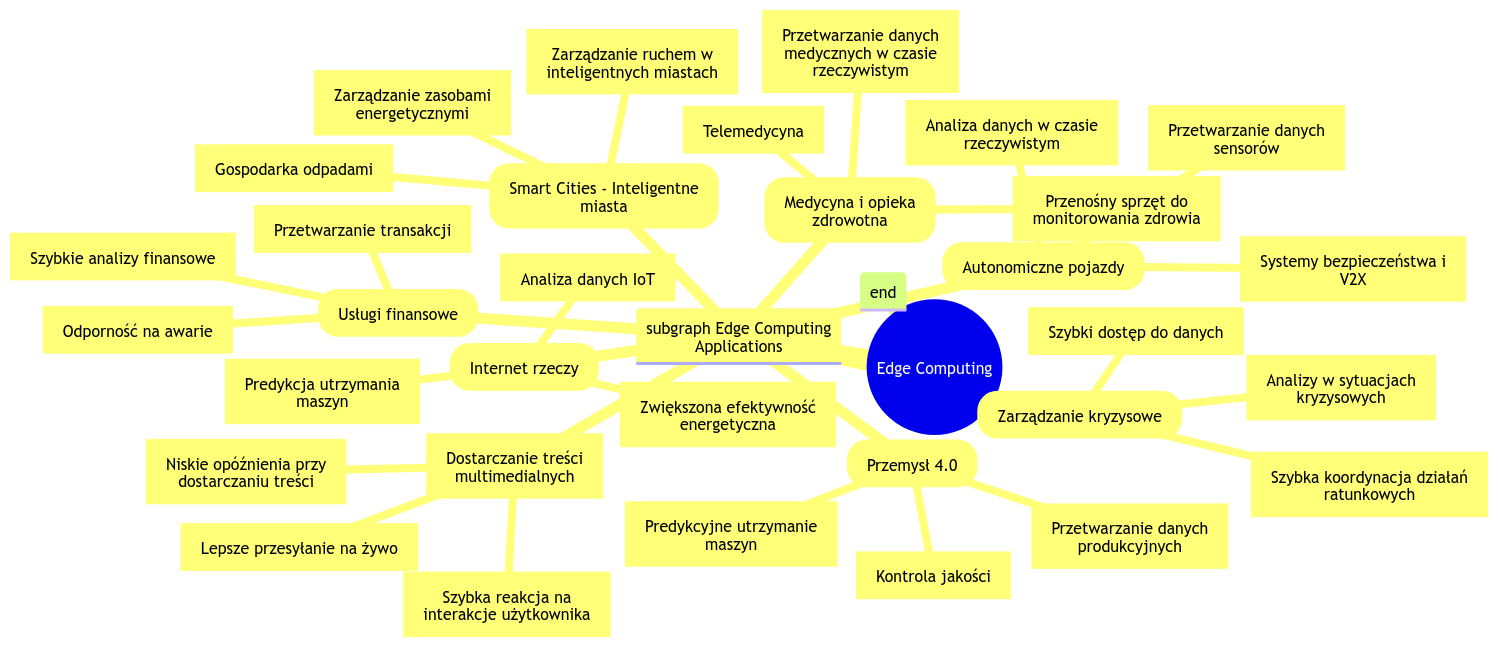 Przetwarzanie danych
medycznych w czasie
rzeczywistym
Zarządzanie ruchem w
inteligentnych miastach
Zarządzanie zasobami
energetycznymi
Telemedycyna
Analiza danych w czasie
rzeczywistym
Przetwarzanie danych
sensorów
Gospodarka odpadami
Smart Cities - Inteligentne
miasta
Medycyna i opieka
zdrowotna
Przenośny sprzęt do
monitorowania zdrowia
Przetwarzanie transakcji
Szybkie analizy finansowe
Analiza danych IoT
Autonomiczne pojazdy
Systemy bezpieczeństwa i
V2X
end
Odporność na awarie
Usługi finansowe
subgraph Edge Computing
Applications
Szybki dostęp do danych
Internet rzeczy
Edge Computing
Predykcja utrzymania
maszyn
Analizy w sytuacjach
kryzysowych
Zwiększona efektywność
energetyczna
Zarządzanie kryzysowe
Dostarczanie treści
multimedialnych
Przemysł 4.0
Niskie opóźnienia przy
dostarczaniu treści
Szybka koordynacja działań
ratunkowych
Predykcyjne utrzymanie
maszyn
Przetwarzanie danych
produkcyjnych
Lepsze przesyłanie na żywo
Kontrola jakości
Szybka reakcja na
interakcje użytkownika